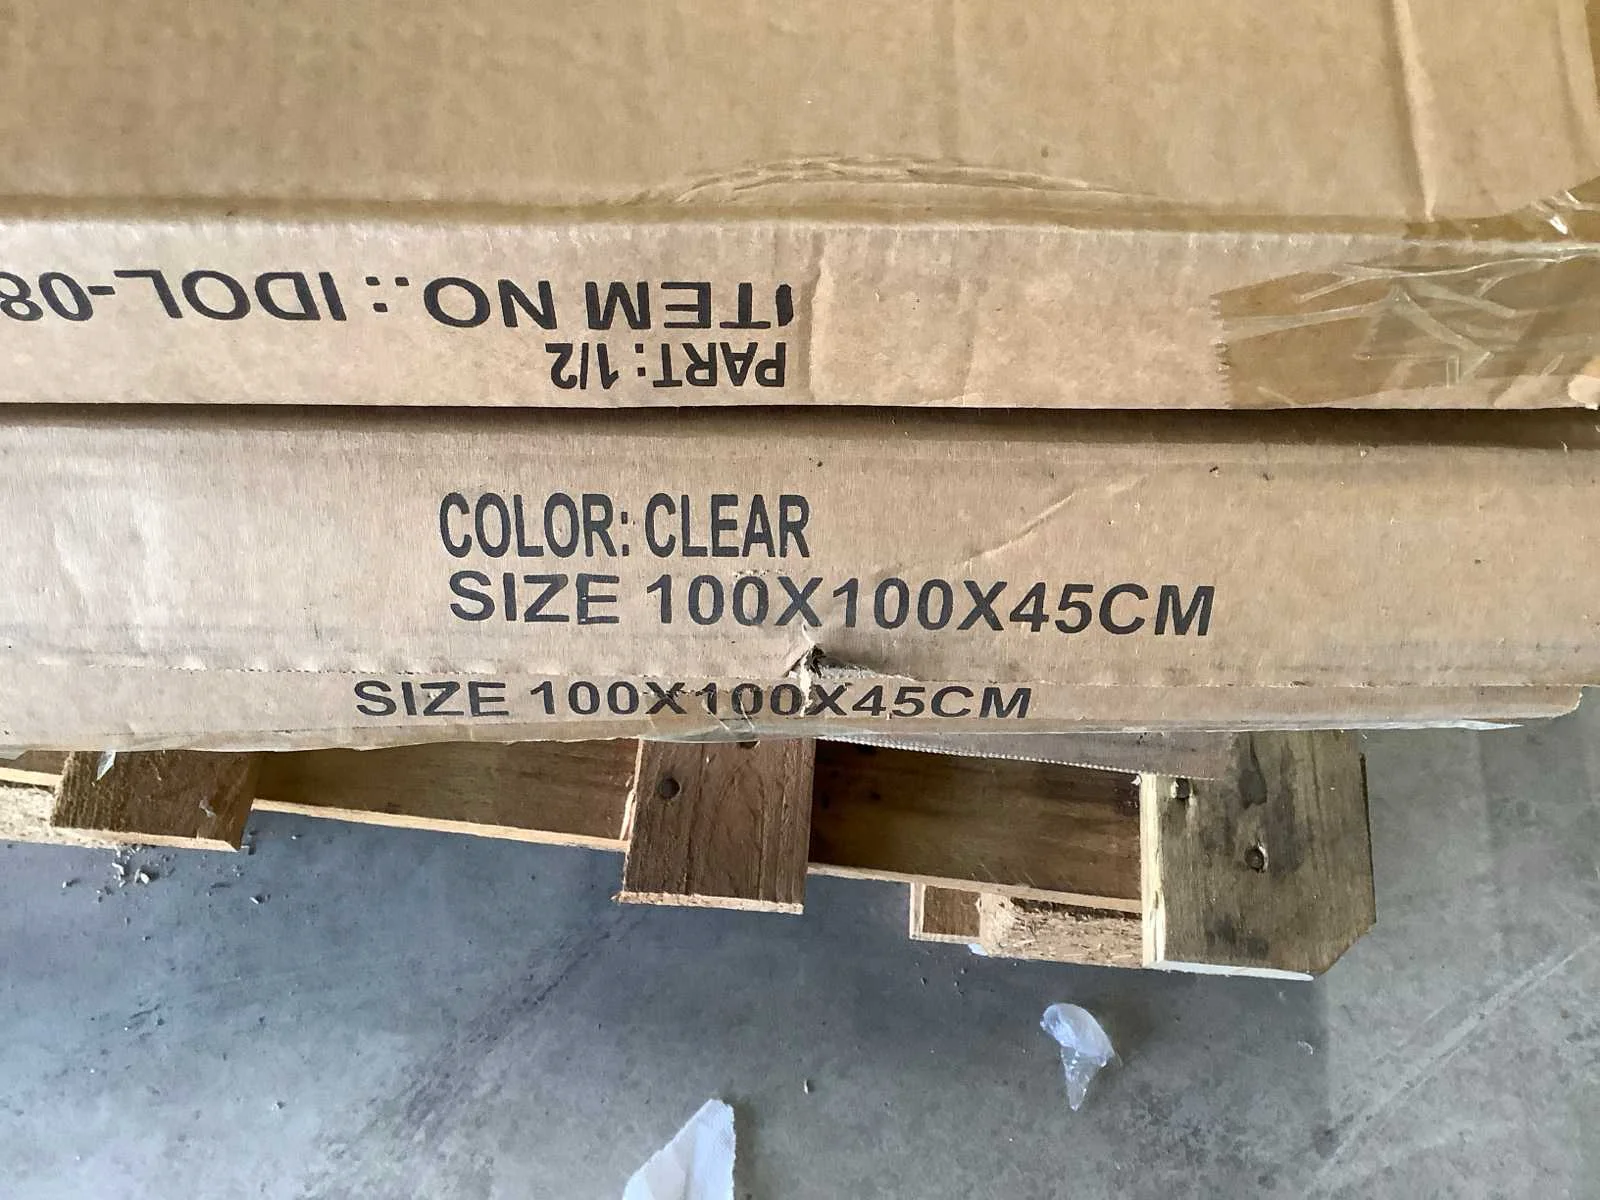 ITEM NO.: IDOL-08
PART: 1/2
COLOR: CLEAR
SIZE 100X100X45CM
SIZE 100X100X45CM